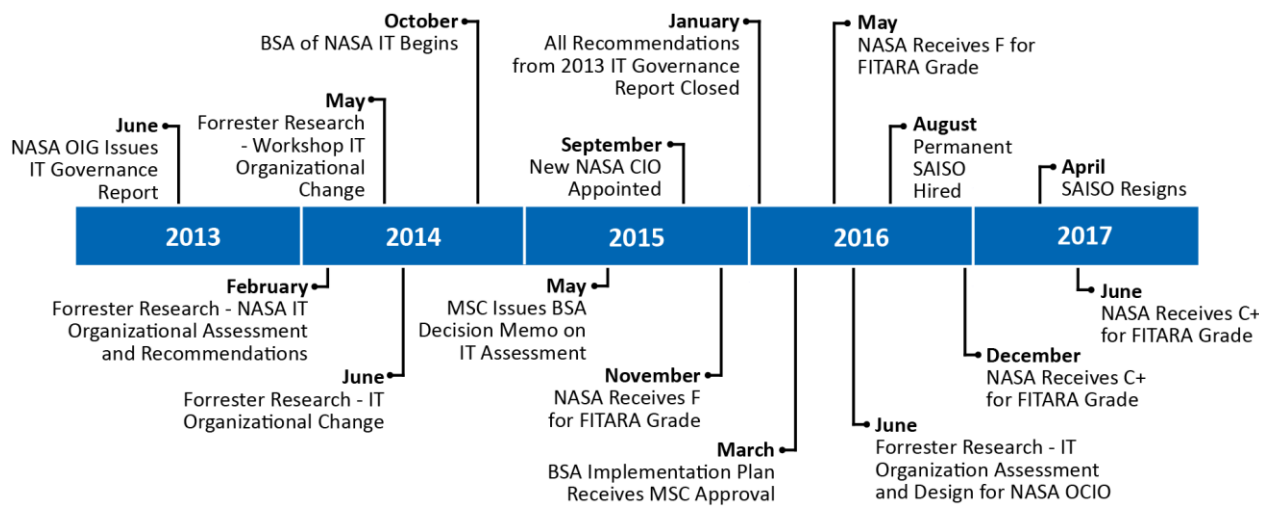 October
BSA of NASA IT Begins
January
All Recommendations
from 2013 IT Governance
Report Closed
May
NASA Receives F for
FITARA Grade
May
Forrester Research
- Workshop IT
Organizational
Change
June
NASA OIG Issues
IT Governance
Report
September
New NASA CIO
Appointed
August
Permanent
SAISO
Hired
April
SAISO Resigns
2013
2014
2015
2016
2017
February
Forrester Research - NASA IT
Organizational Assessment
and Recommendations
May
MSC Issues BSA
Decision Memo on
IT Assessment
June
NASA Receives C+
for FITARA Grade
June
Forrester Research - IT
Organizational Change
November
NASA Receives F
for FITARA Grade
December
NASA Receives C+
for FITARA Grade
March
BSA Implementation Plan
Receives MSC Approval
June
Forrester Research - IT
Organization Assessment
and Design for NASA OCIO